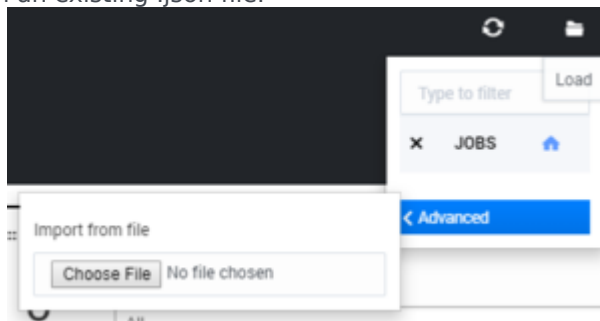 an existing .json file.
Load
Type to filter
JOBS
Advanced
Import from file
Choose File No file chosen
All